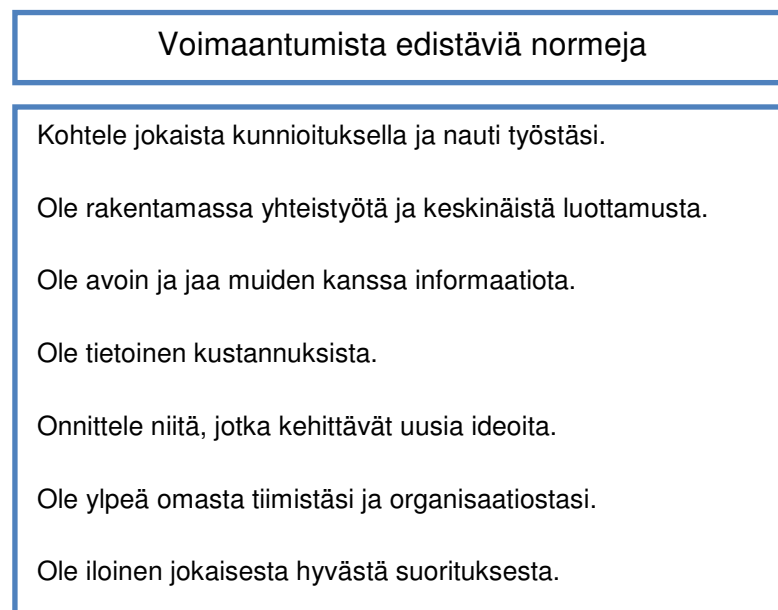 Voimaantumista edistäviä normeja
Kohtele jokaista kunnioituksella ja nauti työstäsi.
Ole rakentamassa yhteistyötä ja keskinäistä luottamusta.
Ole avoin ja jaa muiden kanssa informaatiota.
Ole tietoinen kustannuksista.
Onnittele niitä, jotka kehittävät uusia ideoita.
Ole ylpeä omasta tiimistäsi ja organisaatiostasi.
Ole iloinen jokaisesta hyvästä suorituksesta.